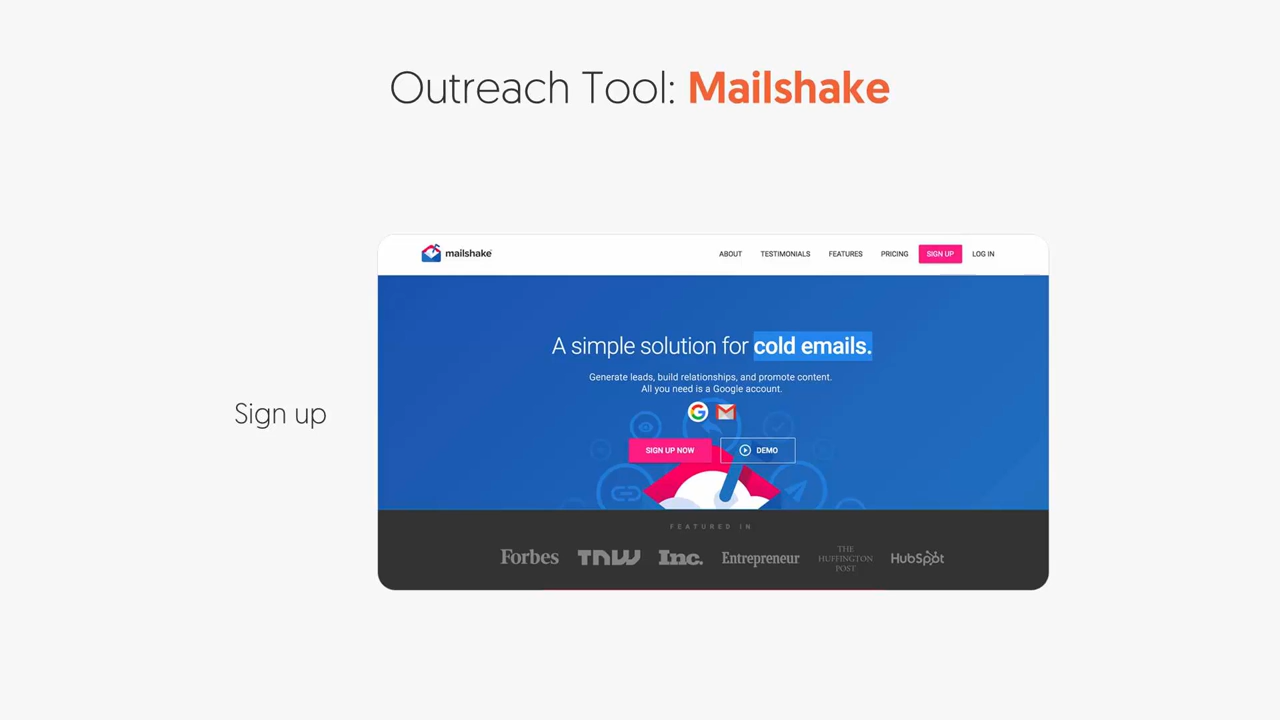 Outreach Tool: Mailshake
mailshake
ABOUT TESTIMONIALS FEATURES PRICING SIGN UP LOG IN
A simple solution for cold emails.
Generate leads, build relationships, and promote content.
All you need is a Google account.
Sign up
SIGN UP NOW DEMO
FEATURED IN
Forbes TNW Inc. Entrepreneur THE HUFFINGTON POST HubSpot